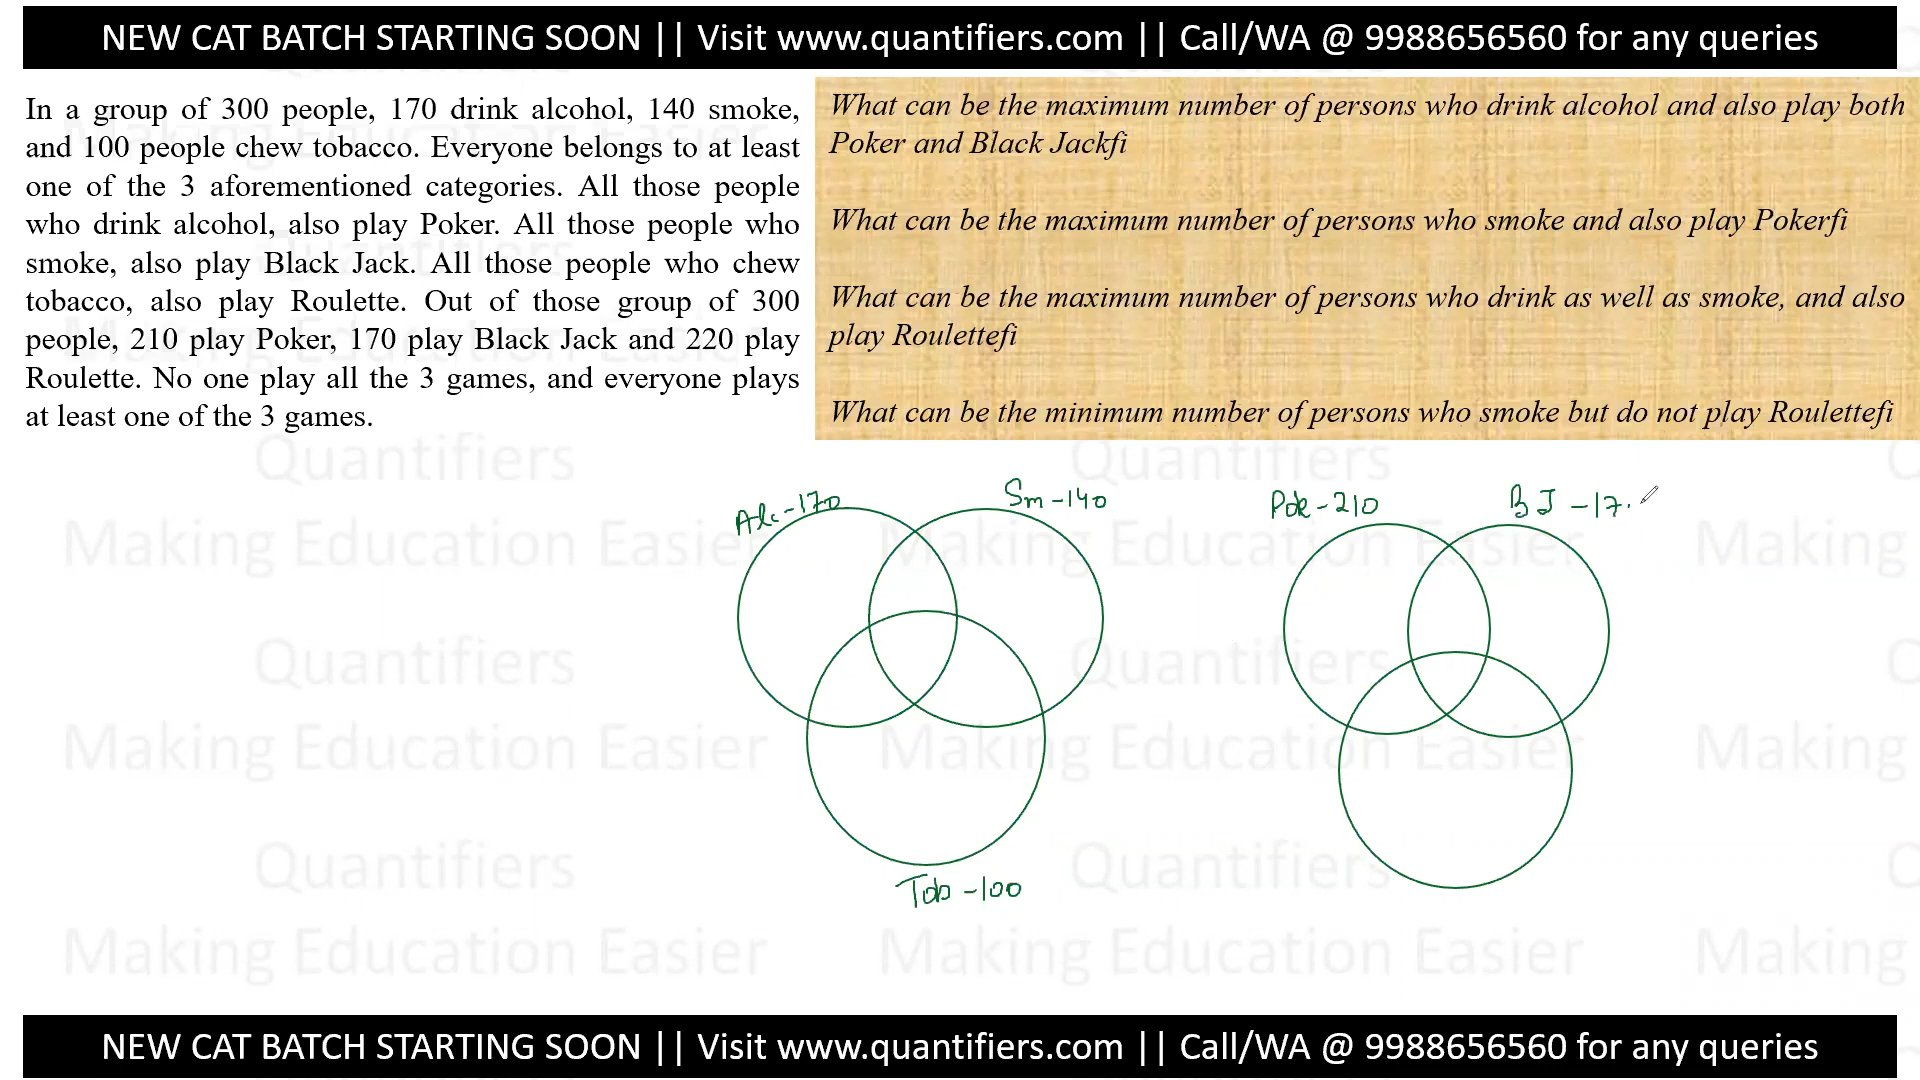 NEW CAT BATCH STARTING SOON || Visit www.quantifiers.com || Call/WA @ 9988656560 for any queries
In a group of 300 people, 170 drink alcohol, 140 smoke,
and 100 people chew tobacco. Everyone belongs to at least
one of the 3 aforementioned categories. All those people
who drink alcohol, also play Poker. All those people who
smoke, also play Black Jack. All those people who chew
tobacco, also play Roulette. Out of those group of 300
people, 210 play Poker, 170 play Black Jack and 220 play
Roulette. No one play all the 3 games, and everyone plays
at least one of the 3 games.
What can be the maximum number of persons who drink alcohol and also play both
Poker and Black Jackfi
What can be the maximum number of persons who smoke and also play Pokerfi
What can be the maximum number of persons who drink as well as smoke, and also
play Roulettefi
What can be the minimum number of persons who smoke but do not play Roulettefi
Alc-170
Sm-140
Pok-210
BJ -17.
Tob-100
Quantifiers
Making Education Easier
NEW CAT BATCH STARTING SOON || Visit www.quantifiers.com || Call/WA @ 9988656560 for any queries